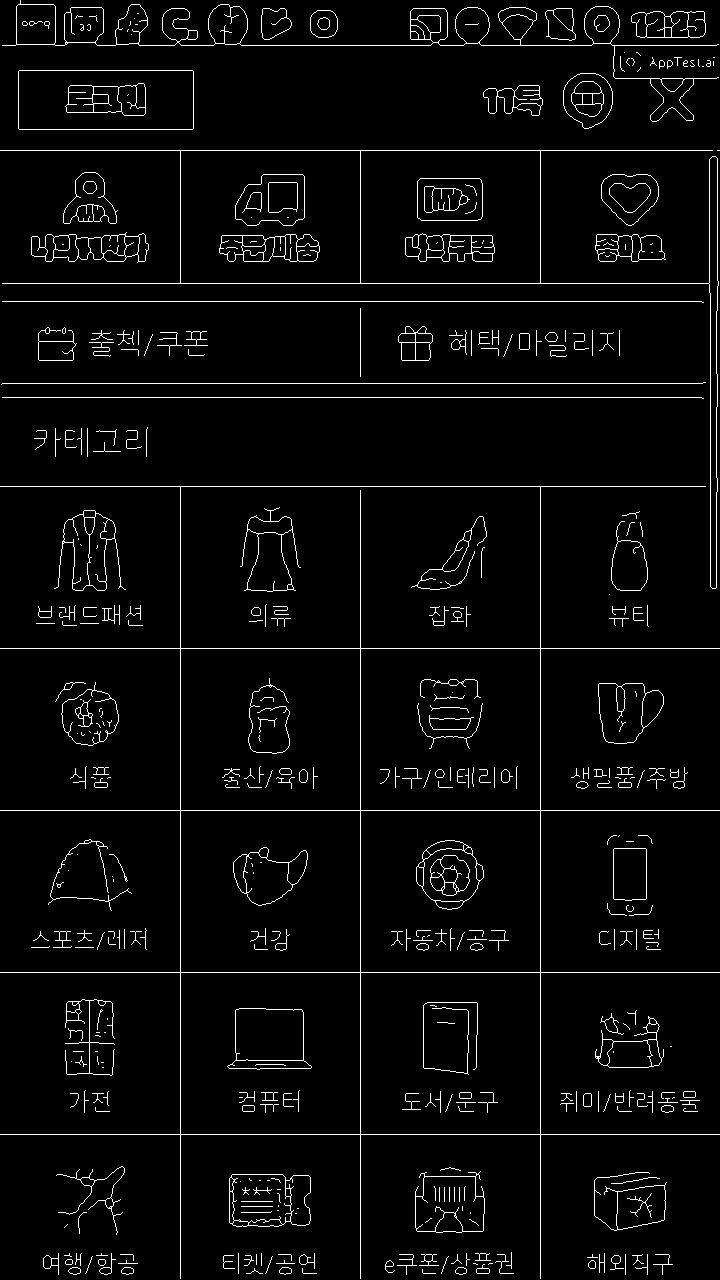 12:25
AppTest.ai
로그인
11톡
MY
MY
나의11번가
주문/배송
나의쿠폰
좋아요
출첵/쿠폰
혜택/마일리지
카테고리
브랜드패션
의류
잡화
뷰티
식품
출산/육아
가구/인테리어
생필품/주방
스포츠/레저
건강
자동차/공구
디지털
가전
컴퓨터
도서/문구
취미/반려동물
여행/항공
티켓/공연
e쿠폰/상품권
해외직구